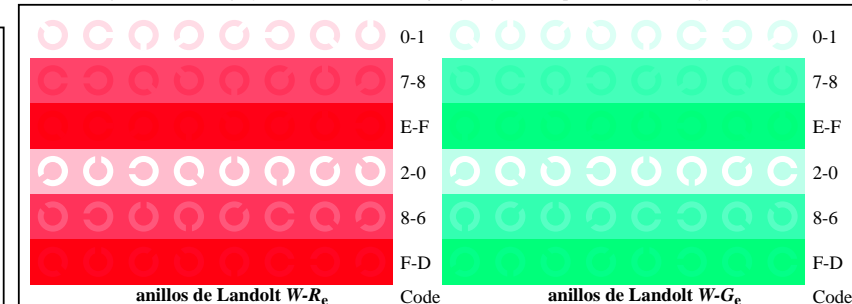 0-1 0-1
7-8 7-8
E-F E-F
2-0 2-0
8-6 8-6
F-D F-D
anillos de Landolt W-Re Code anillos de Landolt W-Ge Code